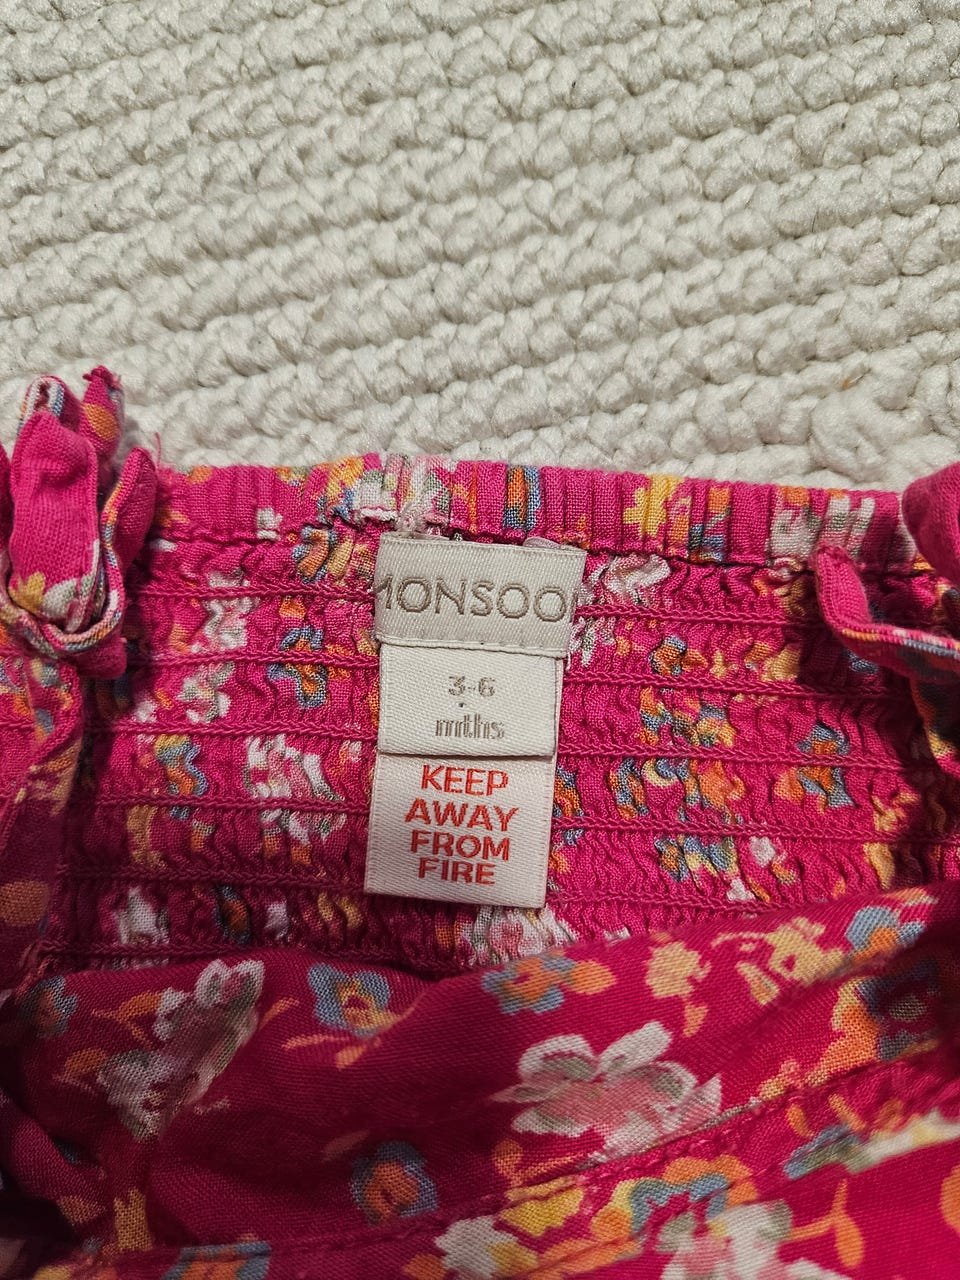 MONSOO
3-6
mths
KEEP
AWAY
FROM
FIRE